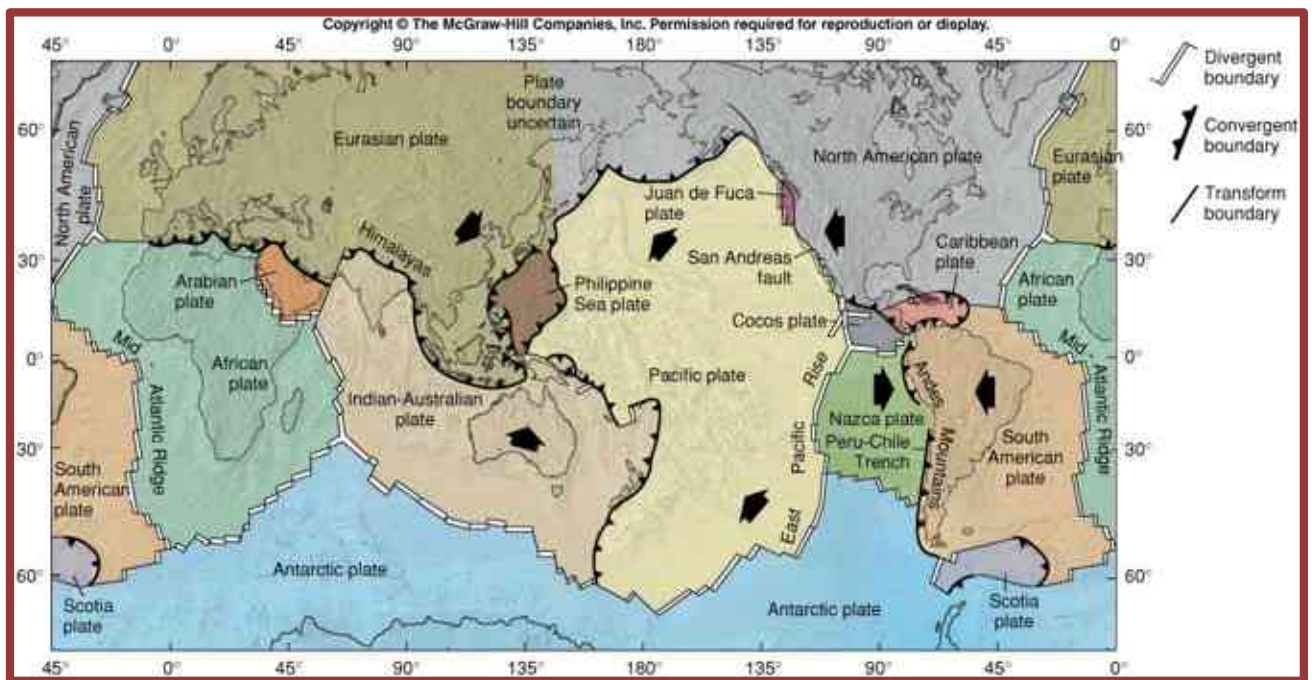 Copyright © The McGraw-Hill Companies, Inc. Permission required for reproduction or display.
45° 0° 45° 90° 135° 180° 135° 90° 45° 0°
Divergent
boundary
Convergent
boundary
Transform
boundary
60°
30°
0°
30°
60°
North American
plate
Eurasian plate
Plate
boundary
uncertain
North American plate
Eurasian
plate
60°
30°
0°
30°
60°
Juan de Fuca
plate
San Andreas
fault
Caribbean
plate
Himalayas
Arabian
plate
Philippine
Sea plate
Cocos plate
African
plate
Mid
Atlantic Ridge
African
plate
Indian-Australian
plate
Pacific plate
East
Pacific
Rise
Nazca plate
Peru-Chile
Trench
Andes
Mountains
South
American
plate
Mid
Atlantic Ridge
South
American
plate
Antarctic plate
Antarctic plate
Scotia
plate
Scotia
plate
45° 0° 45° 90° 135° 180° 135° 90° 45° 0°